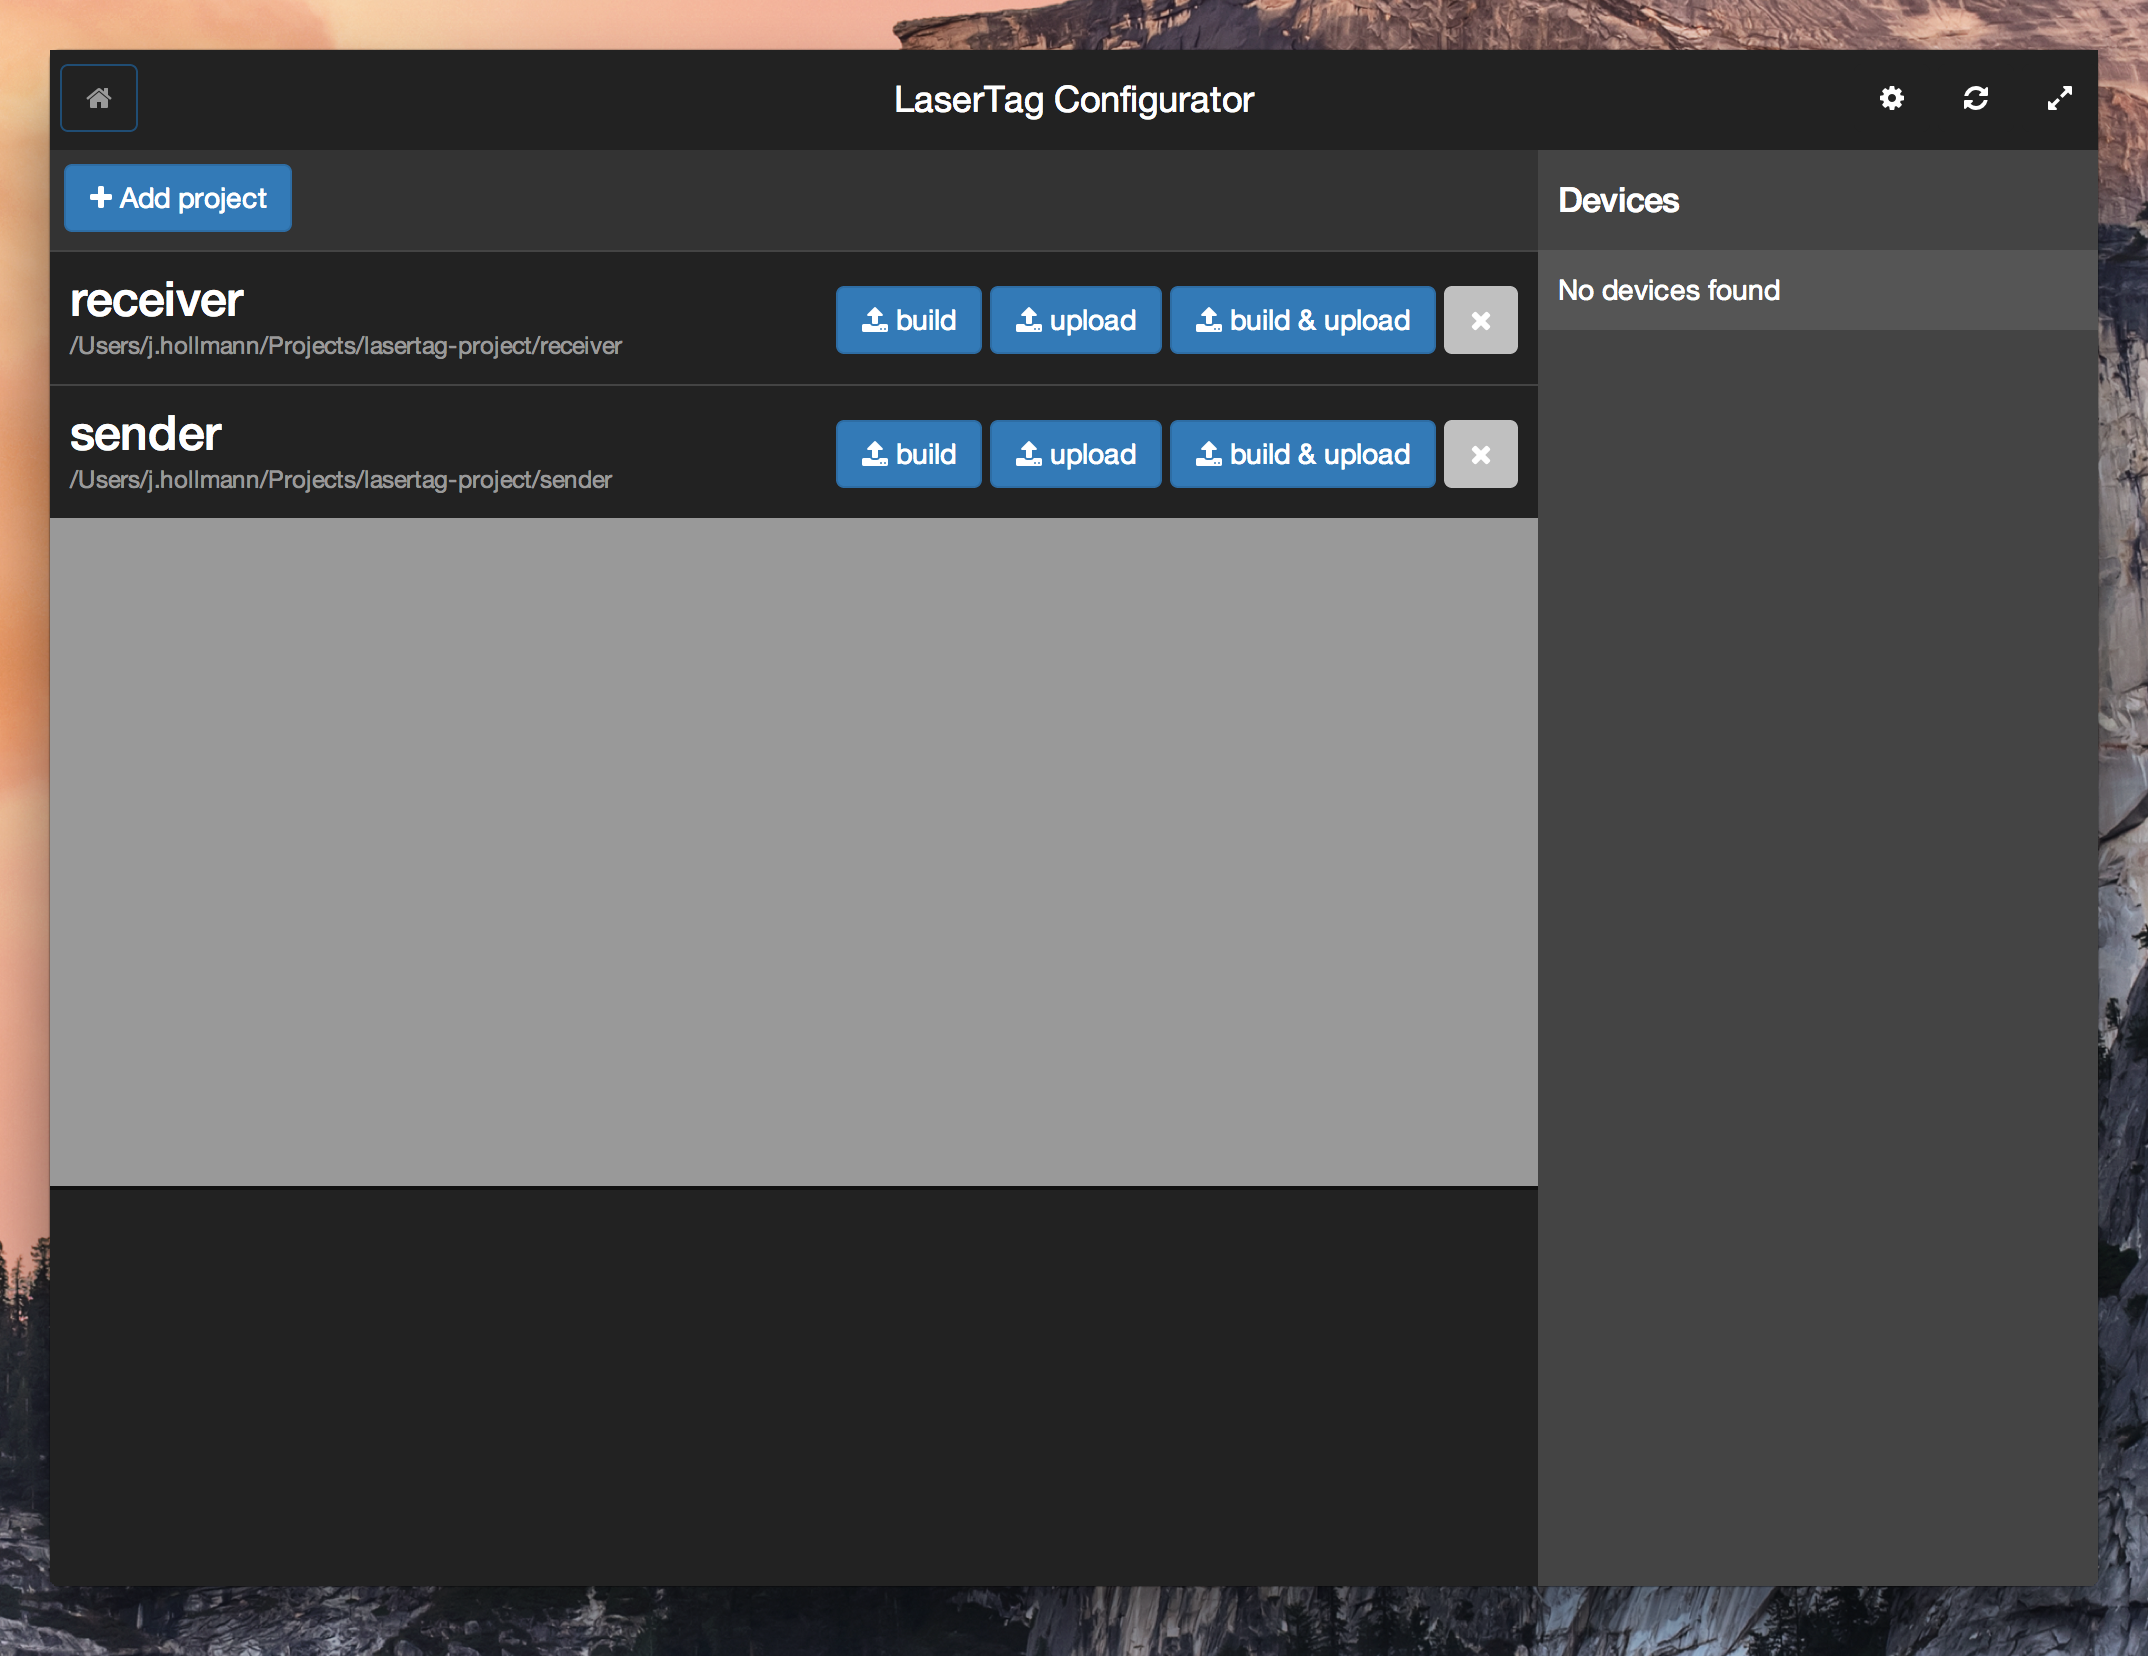 LaserTag Configurator
Add project
Devices
receiver
/Users/j.hollmann/Projects/lasertag-project/receiver
build
upload
build & upload
No devices found
sender
/Users/j.hollmann/Projects/lasertag-project/sender
build
upload
build & upload